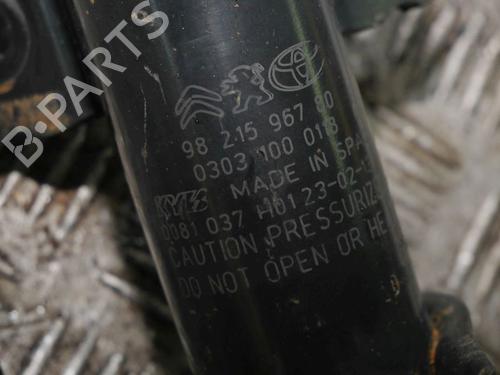 98 215 967 80
0303 100 018
KYB MADE IN SPA
0081 037 H0123-02-
CAUTION PRESSURIZ
DO NOT OPEN OR HE
B PARTS